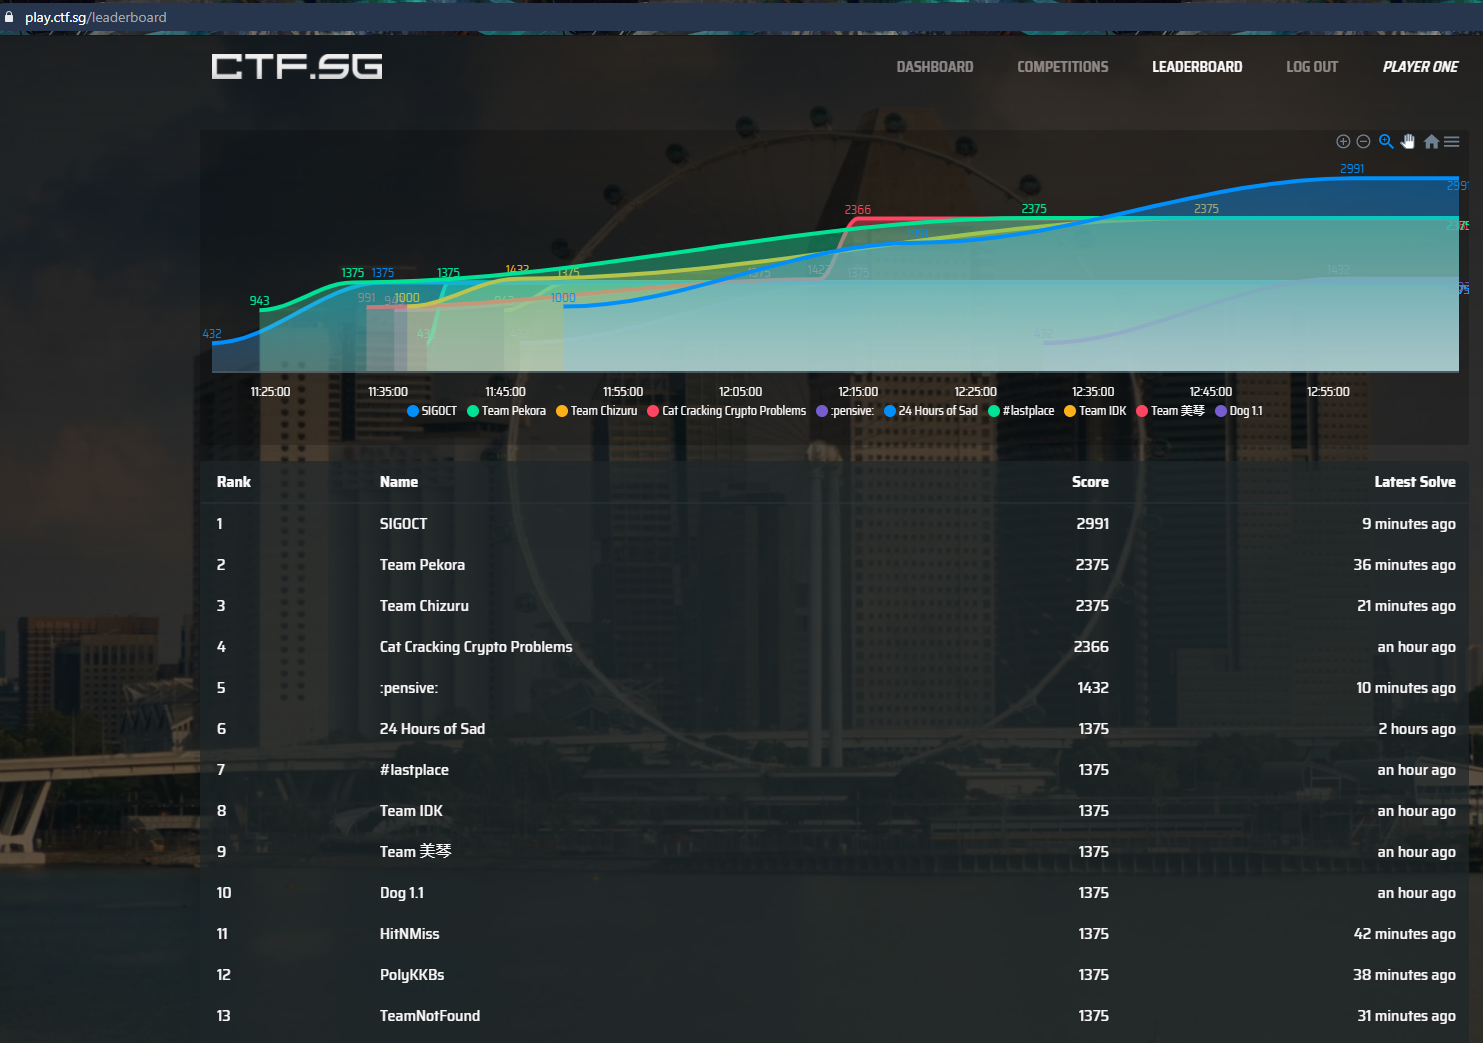 play.ctf.sg/leaderboard
CTF.SG
DASHBOARD COMPETITIONS LEADERBOARD LOG OUT PLAYER ONE
2991
2366 2375 2375
1375 1375 1375 1432 1375 1375 1375 1432
943 991 1000 1000
432
11:25:00 11:35:00 11:45:00 11:55:00 12:05:00 12:15:00 12:25:00 12:35:00 12:45:00 12:55:00
SIGOCT Team Pekora Team Chizuru Cat Cracking Crypto Problems :pensive: 24 Hours of Sad #lastplace Team IDK Team 美琴 Dog 1.1
Rank Name Score Latest Solve
1 SIGOCT 2991 9 minutes ago
2 Team Pekora 2375 36 minutes ago
3 Team Chizuru 2375 21 minutes ago
4 Cat Cracking Crypto Problems 2366 an hour ago
5 :pensive: 1432 10 minutes ago
6 24 Hours of Sad 1375 2 hours ago
7 #lastplace 1375 an hour ago
8 Team IDK 1375 an hour ago
9 Team 美琴 1375 an hour ago
10 Dog 1.1 1375 an hour ago
11 HitNMiss 1375 42 minutes ago
12 PolyKKBs 1375 38 minutes ago
13 TeamNotFound 1375 31 minutes ago